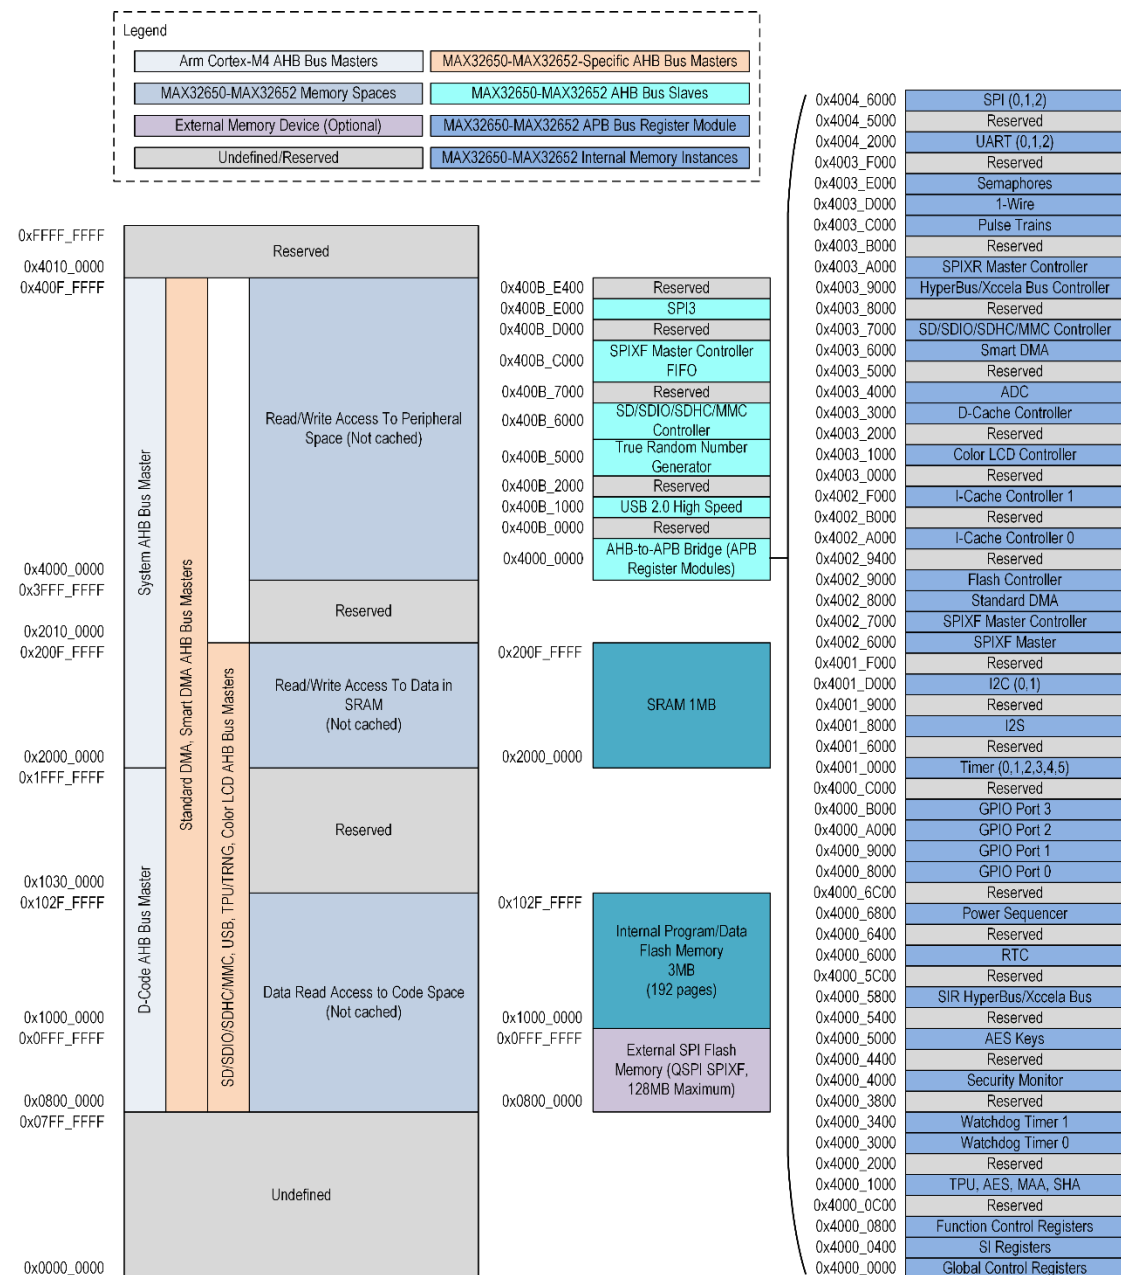 Legend
Arm Cortex-M4 AHB Bus Masters
MAX32650-MAX32652-Specific AHB Bus Masters
MAX32650-MAX32652 Memory Spaces
MAX32650-MAX32652 AHB Bus Slaves
External Memory Device (Optional)
MAX32650-MAX32652 APB Bus Register Module
Undefined/Reserved
MAX32650-MAX32652 Internal Memory Instances
0xFFFF_FFFF
0x4010_0000
0x400F_FFFF
0x4000_0000
0x3FFF_FFFF
0x2010_0000
0x200F_FFFF
0x2000_0000
0x1FFF_FFFF
0x1030_0000
0x102F_FFFF
0x1000_0000
0x0FFF_FFFF
0x0800_0000
0x07FF_FFFF
0x0000_0000
System AHB Bus Master
D-Code AHB Bus Master
Standard DMA, Smart DMA AHB Bus Masters
SD/SDIO/SDHC/MMC, USB, TPU/TRNG, Color LCD AHB Bus Masters
Reserved
Read/Write Access To Peripheral
Space (Not cached)
Reserved
Read/Write Access To Data in
SRAM
(Not cached)
Reserved
Data Read Access to Code Space
(Not cached)
Undefined
0x400B_E400
Reserved
0x400B_E000
SPI3
0x400B_D000
Reserved
0x400B_C000
SPIXF Master Controller
FIFO
0x400B_7000
Reserved
0x400B_6000
SD/SDIO/SDHC/MMC
Controller
0x400B_5000
True Random Number
Generator
0x400B_2000
Reserved
0x400B_1000
USB 2.0 High Speed
0x400B_0000
Reserved
0x4000_0000
AHB-to-APB Bridge (APB
Register Modules)
0x200F_FFFF
SRAM 1MB
0x2000_0000
0x102F_FFFF
Internal Program/Data
Flash Memory
3MB
(192 pages)
0x1000_0000
0x0FFF_FFFF
External SPI Flash
Memory (QSPI SPIXF,
128MB Maximum)
0x0800_0000
0x4004_6000 SPI (0,1,2)
0x4004_5000 Reserved
0x4004_2000 UART (0,1,2)
0x4003_F000 Reserved
0x4003_E000 Semaphores
0x4003_D000 1-Wire
0x4003_C000 Pulse Trains
0x4003_B000 Reserved
0x4003_A000 SPIXR Master Controller
0x4003_9000 HyperBus/Xccela Bus Controller
0x4003_8000 Reserved
0x4003_7000 SD/SDIO/SDHC/MMC Controller
0x4003_6000 Smart DMA
0x4003_5000 Reserved
0x4003_4000 ADC
0x4003_3000 D-Cache Controller
0x4003_2000 Reserved
0x4003_1000 Color LCD Controller
0x4003_0000 Reserved
0x4002_F000 I-Cache Controller 1
0x4002_B000 Reserved
0x4002_A000 I-Cache Controller 0
0x4002_9400 Reserved
0x4002_9000 Flash Controller
0x4002_8000 Standard DMA
0x4002_7000 SPIXF Master Controller
0x4002_6000 SPIXF Master
0x4001_F000 Reserved
0x4001_D000 I2C (0,1)
0x4001_9000 Reserved
0x4001_8000 I2S
0x4001_6000 Reserved
0x4001_0000 Timer (0,1,2,3,4,5)
0x4000_C000 Reserved
0x4000_B000 GPIO Port 3
0x4000_A000 GPIO Port 2
0x4000_9000 GPIO Port 1
0x4000_8000 GPIO Port 0
0x4000_6C00 Reserved
0x4000_6800 Power Sequencer
0x4000_6400 Reserved
0x4000_6000 RTC
0x4000_5C00 Reserved
0x4000_5800 SIR HyperBus/Xccela Bus
0x4000_5400 Reserved
0x4000_5000 AES Keys
0x4000_4400 Reserved
0x4000_4000 Security Monitor
0x4000_3800 Reserved
0x4000_3400 Watchdog Timer 1
0x4000_3000 Watchdog Timer 0
0x4000_2000 Reserved
0x4000_1000 TPU, AES, MAA, SHA
0x4000_0C00 Reserved
0x4000_0800 Function Control Registers
0x4000_0400 SI Registers
0x4000_0000 Global Control Registers